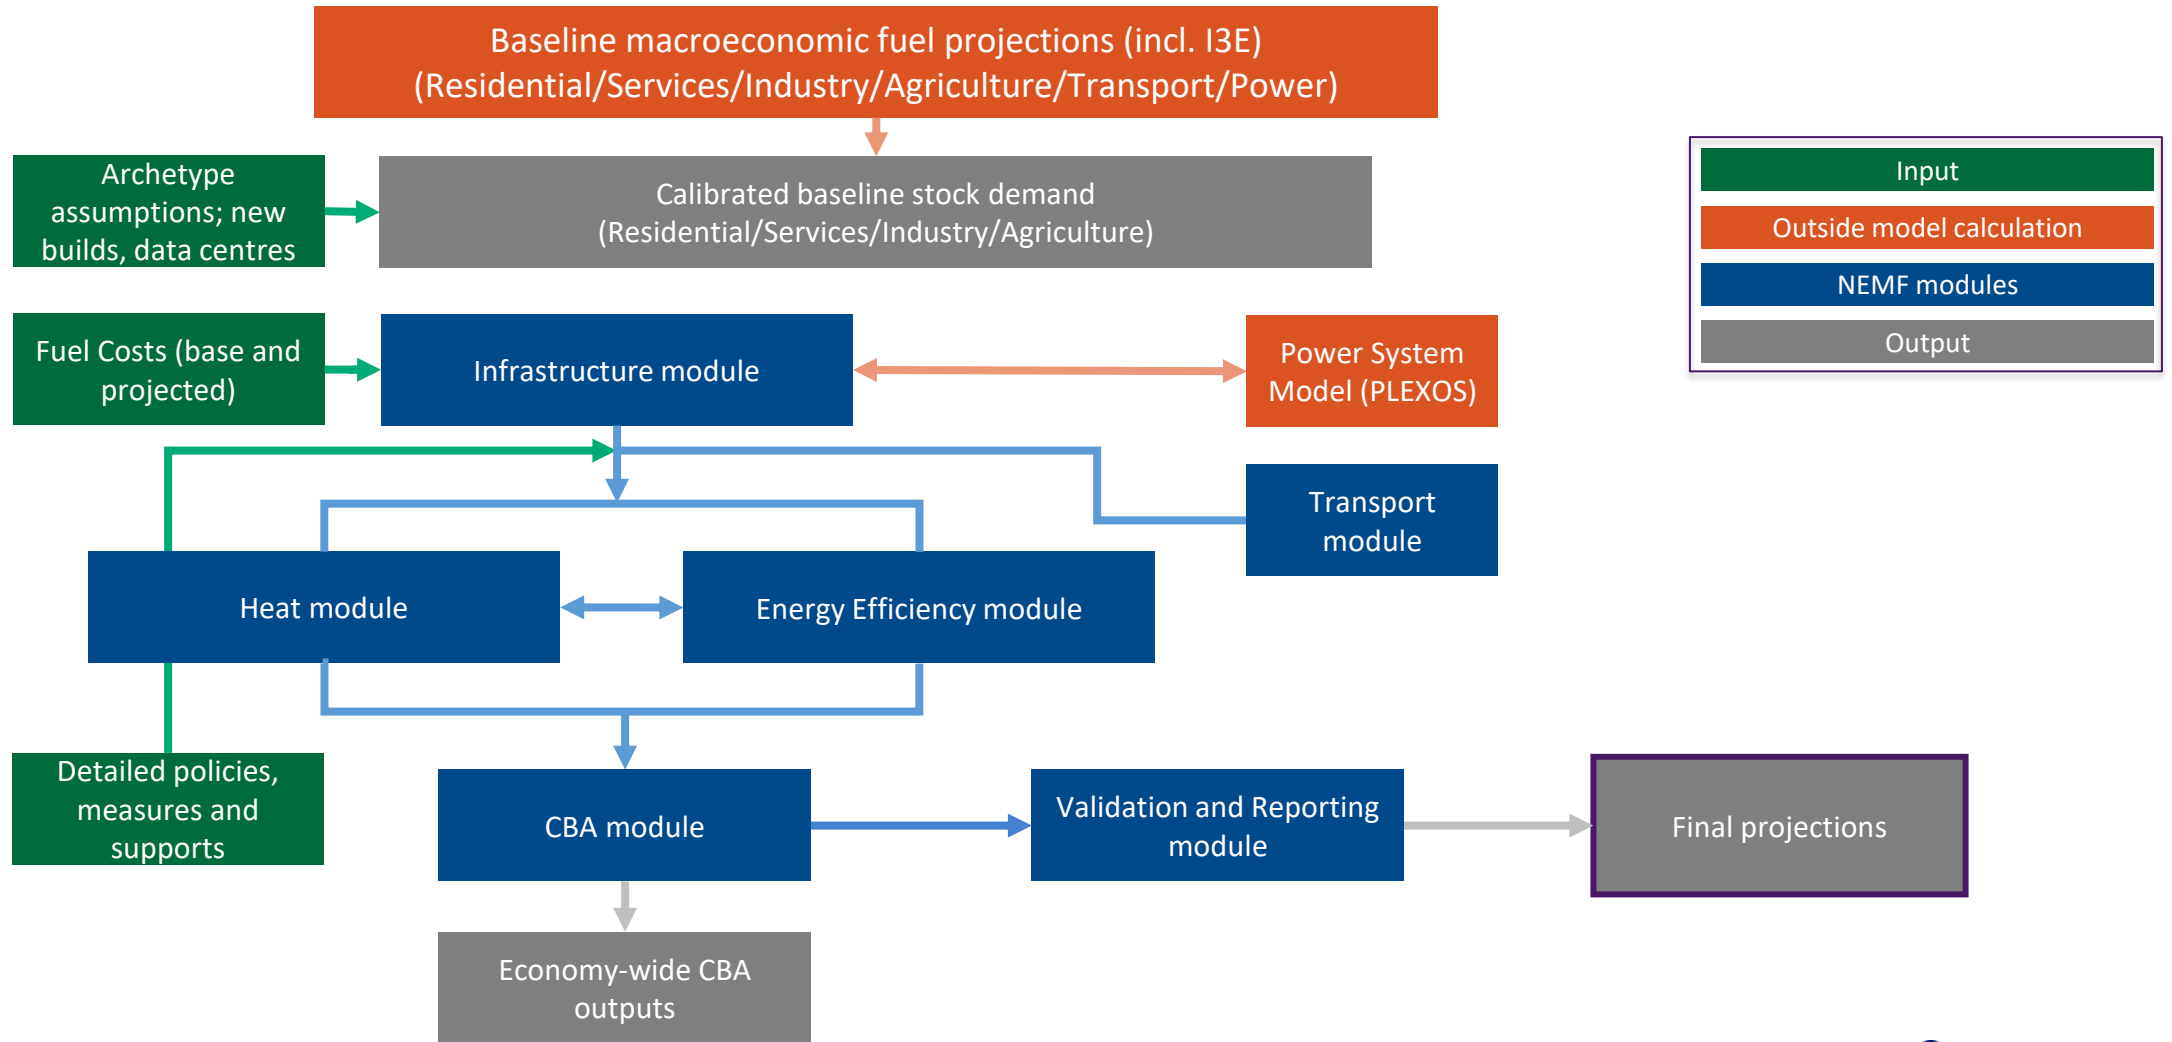 Baseline macroeconomic fuel projections (incl. I3E)
(Residential/Services/Industry/Agriculture/Transport/Power)
Archetype
assumptions; new
builds, data centres
Calibrated baseline stock demand
(Residential/Services/Industry/Agriculture)
Input
Outside model calculation
NEMF modules
Output
Fuel Costs (base and
projected)
Infrastructure module
Power System
Model (PLEXOS)
Transport
module
Heat module
Energy Efficiency module
Detailed policies,
measures and
supports
CBA module
Validation and Reporting
module
Final projections
Economy-wide CBA
outputs